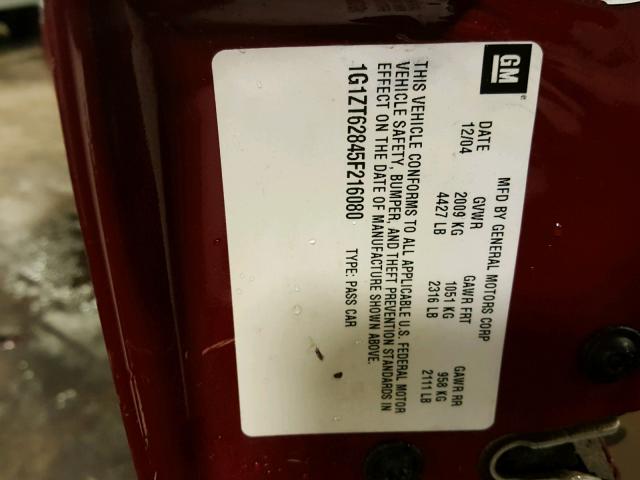 GM
MFD BY GENERAL MOTORS CORP
DATE GVWR GAWR FRT GAWR RR
12/04 2009 KG 1051 KG 958 KG
4427 LB 2316 LB 2111 LB
THIS VEHICLE CONFORMS TO ALL APPLICABLE U.S. FEDERAL MOTOR
VEHICLE SAFETY, BUMPER, AND THEFT PREVENTION STANDARDS IN
EFFECT ON THE DATE OF MANUFACTURE SHOWN ABOVE.
1G1ZT62845F216080 TYPE: PASS CAR